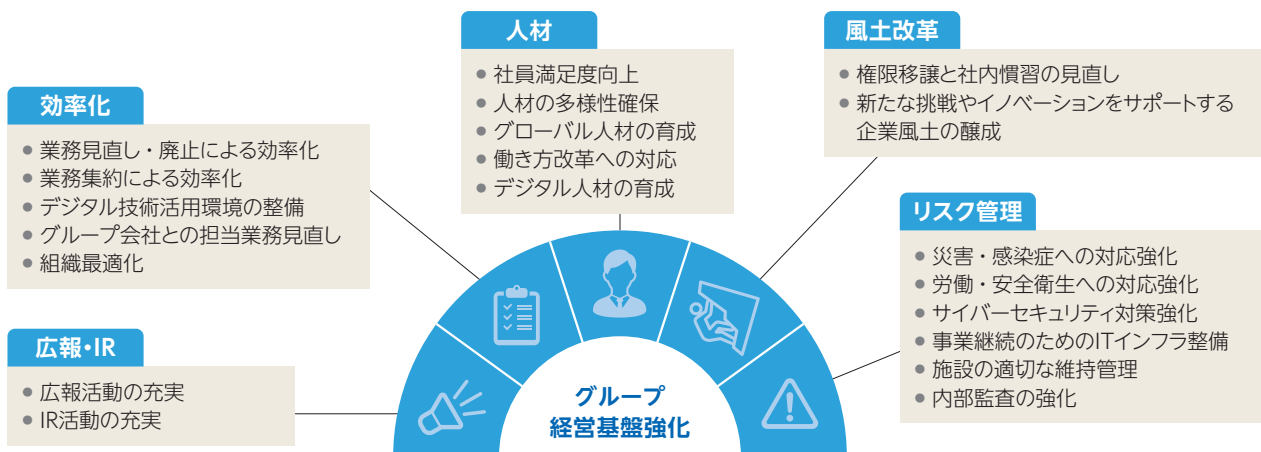 人材
• 社員満足度向上
• 人材の多様性確保
• グローバル人材の育成
• 働き方改革への対応
• デジタル人材の育成
風土改革
• 権限移譲と社内慣習の見直し
• 新たな挑戦やイノベーションをサポートする
企業風土の醸成
効率化
• 業務見直し・廃止による効率化
• 業務集約による効率化
• デジタル技術活用環境の整備
• グループ会社との担当業務見直し
• 組織最適化
リスク管理
• 災害・感染症への対応強化
• 労働・安全衛生への対応強化
• サイバーセキュリティ対策強化
• 事業継続のためのITインフラ整備
• 施設の適切な維持管理
• 内部監査の強化
広報・IR
• 広報活動の充実
• IR活動の充実
グループ
経営基盤強化